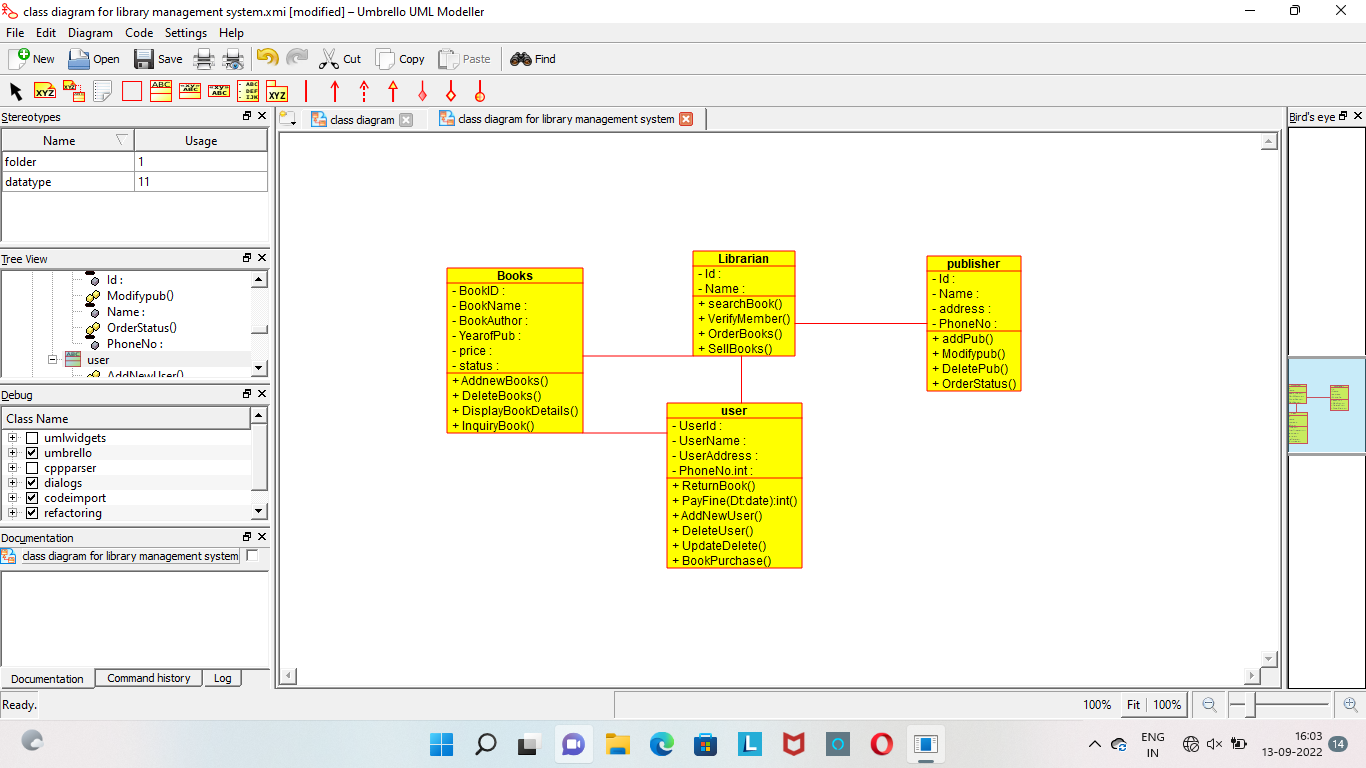 class diagram for library management system.xmi [modified] – Umbrello UML Modeller
File Edit Diagram Code Settings Help
New Open Save Cut Copy Paste Find
XYZ ABC XYZ
Stereotypes
Name Usage
folder 1
datatype 11
Tree View
Id :
Modifypub()
Name :
OrderStatus()
PhoneNo :
user
AddNewUser()
Debug
Class Name
umlwidgets
umbrello
cppparser
dialogs
codeimport
refactoring
Documentation
class diagram for library management system
Documentation Command history Log
Ready.
class diagram
class diagram for library management system
Books
- BookID :
- BookName :
- BookAuthor :
- YearofPub :
- price :
- status :
+ AddnewBooks()
+ DeleteBooks()
+ DisplayBookDetails()
+ InquiryBook()
Librarian
- Id :
- Name :
+ searchBook()
+ VerifyMember()
+ OrderBooks()
+ SellBooks()
publisher
- Id :
- Name :
- address :
- PhoneNo :
+ addPub()
+ Modifypub()
+ DeletePub()
+ OrderStatus()
user
- UserId :
- UserName :
- UserAddress :
- PhoneNo.int :
+ ReturnBook()
+ PayFine(Dt:date):int()
+ AddNewUser()
+ DeleteUser()
+ UpdateDelete()
+ BookPurchase()
Bird's eye
100% Fit 100%
L
ENG
IN
16:03
13-09-2022
14